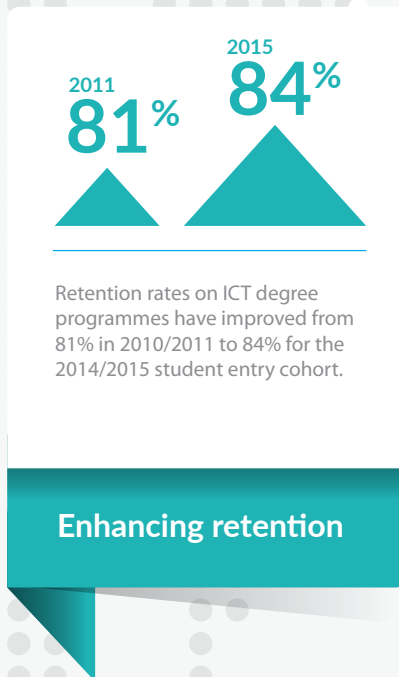 2011
81%
2015
84%
Retention rates on ICT degree
programmes have improved from
81% in 2010/2011 to 84% for the
2014/2015 student entry cohort.
Enhancing retention